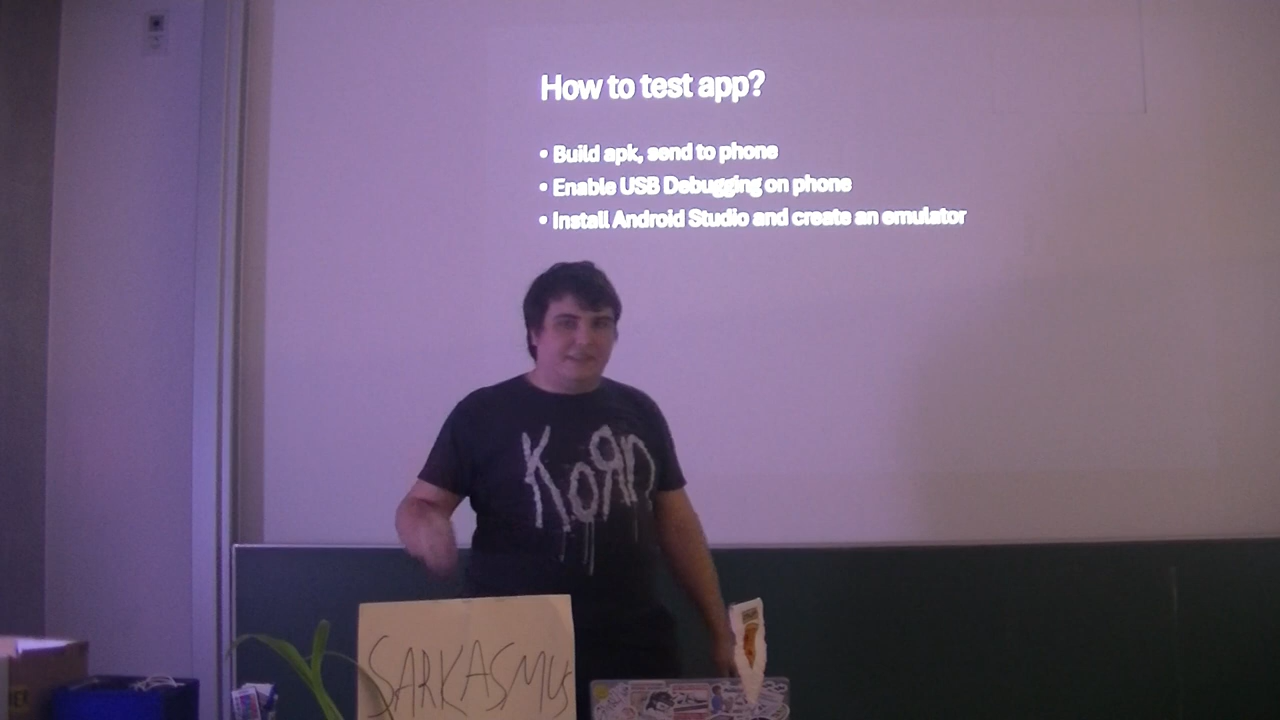 How to test app?
• Build apk, send to phone
• Enable USB Debugging on phone
• Install Android Studio and create an emulator
KoЯn
SARKASMUS